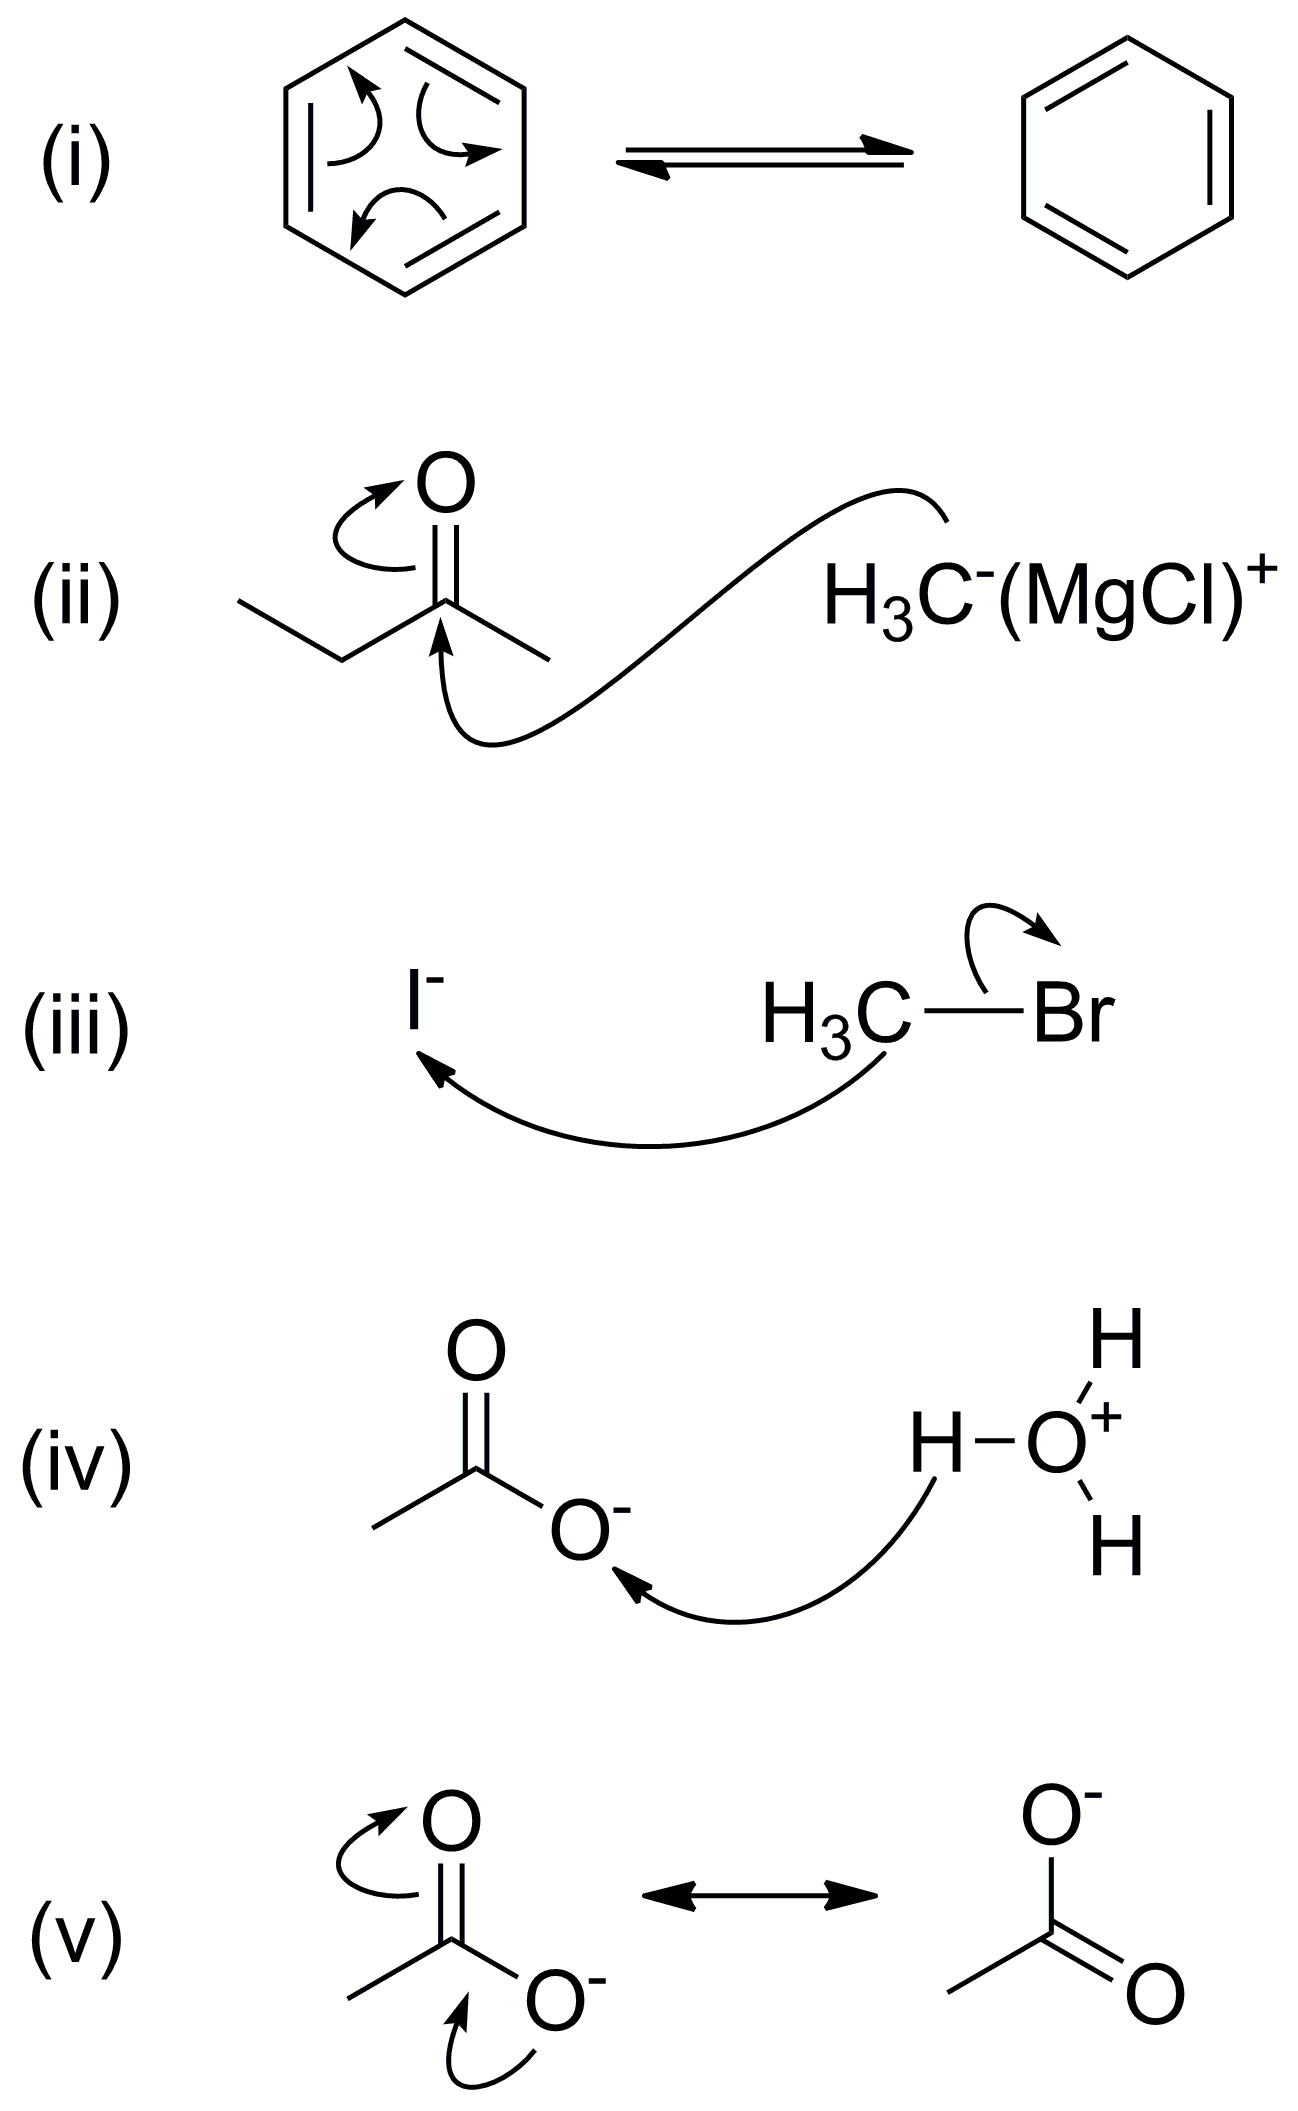 (i)
O
(ii) H₃C⁻(MgCl)⁺
(iii) I⁻ H₃C Br
O H
(iv) H O⁺
O⁻ H
O O⁻
(v)
O⁻ O